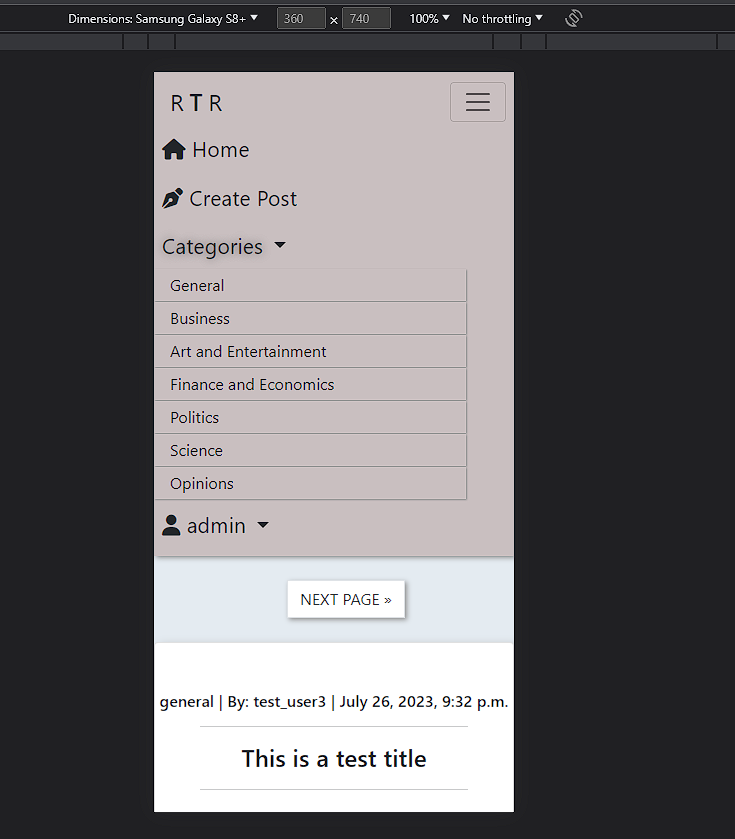 Dimensions: Samsung Galaxy S8+ ▼ 360 × 740 100% ▼ No throttling ▼
R T R
Home
Create Post
Categories
General
Business
Art and Entertainment
Finance and Economics
Politics
Science
Opinions
admin
NEXT PAGE »
general | By: test_user3 | July 26, 2023, 9:32 p.m.
This is a test title